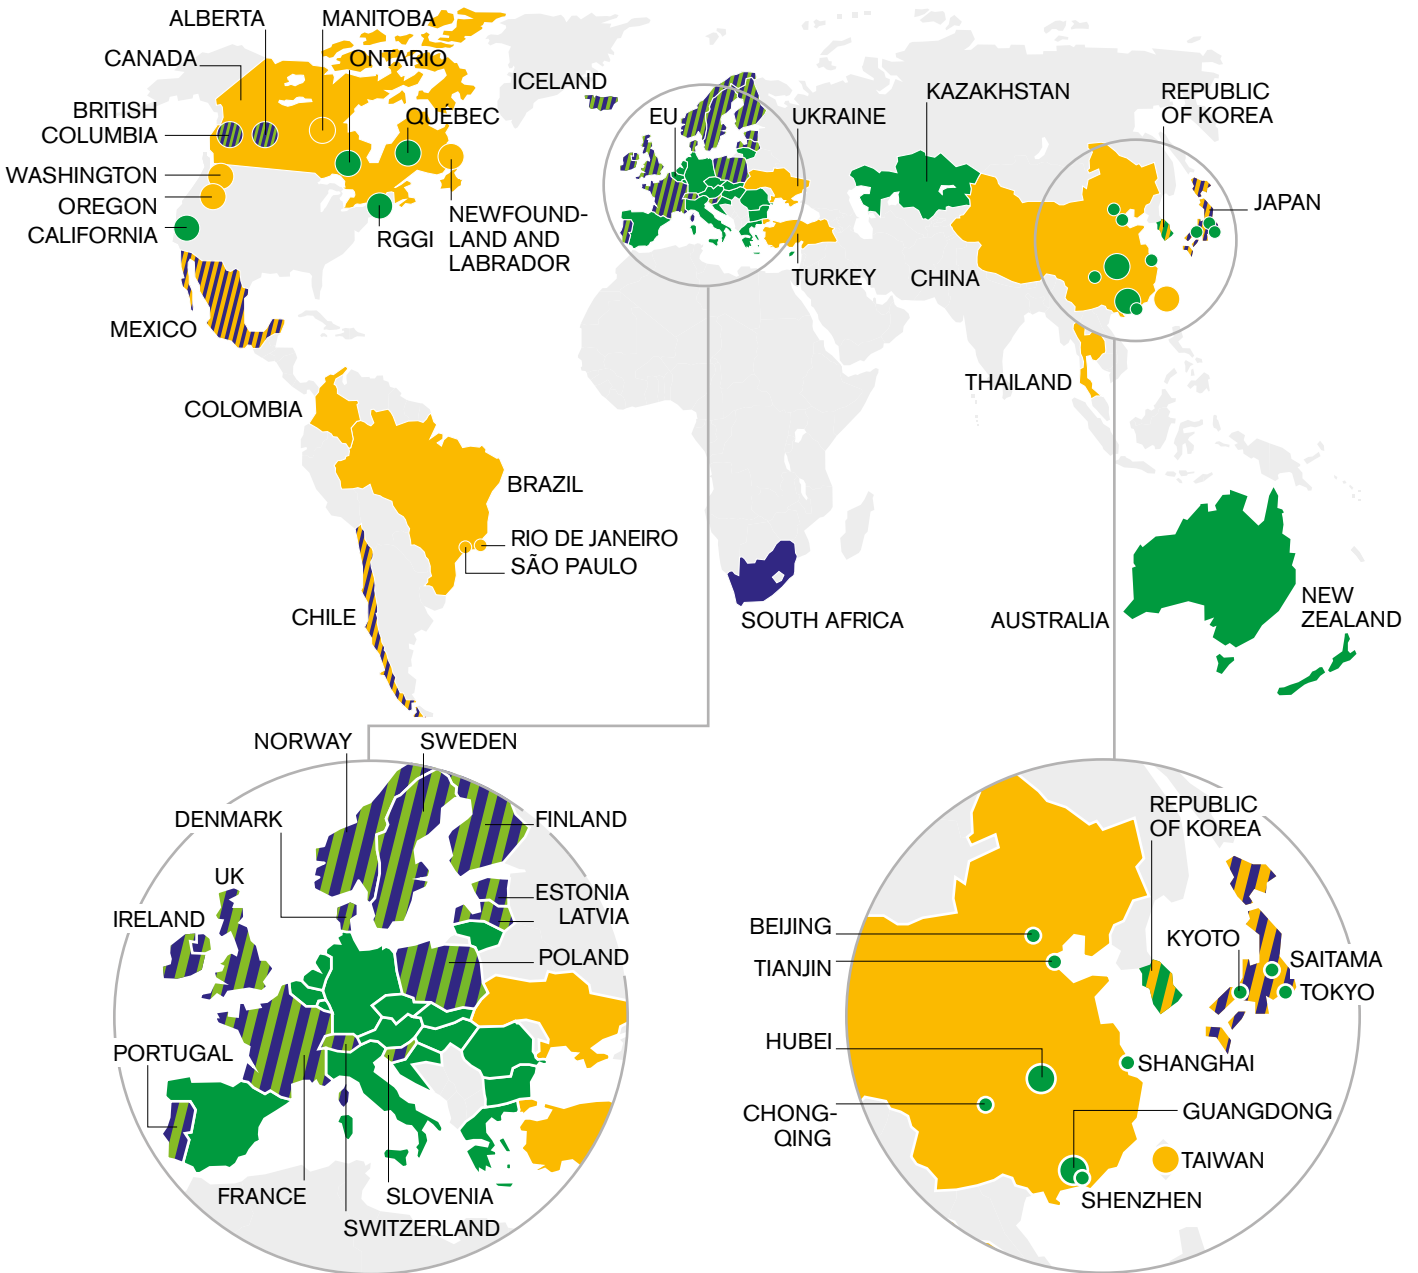 ALBERTA
MANITOBA
CANADA
ONTARIO
BRITISH
COLUMBIA
QUÉBEC
WASHINGTON
OREGON
CALIFORNIA
RGGI
NEWFOUND-
LAND AND
LABRADOR
MEXICO
ICELAND
EU
UKRAINE
TURKEY
KAZAKHSTAN
REPUBLIC
OF KOREA
JAPAN
CHINA
THAILAND
COLOMBIA
BRAZIL
RIO DE JANEIRO
SÃO PAULO
CHILE
SOUTH AFRICA
AUSTRALIA
NEW
ZEALAND
NORWAY
SWEDEN
DENMARK
FINLAND
UK
IRELAND
ESTONIA
LATVIA
POLAND
PORTUGAL
FRANCE
SLOVENIA
SWITZERLAND
REPUBLIC
OF KOREA
BEIJING
TIANJIN
KYOTO
SAITAMA
TOKYO
HUBEI
SHANGHAI
CHONG-
QING
GUANGDONG
TAIWAN
SHENZHEN